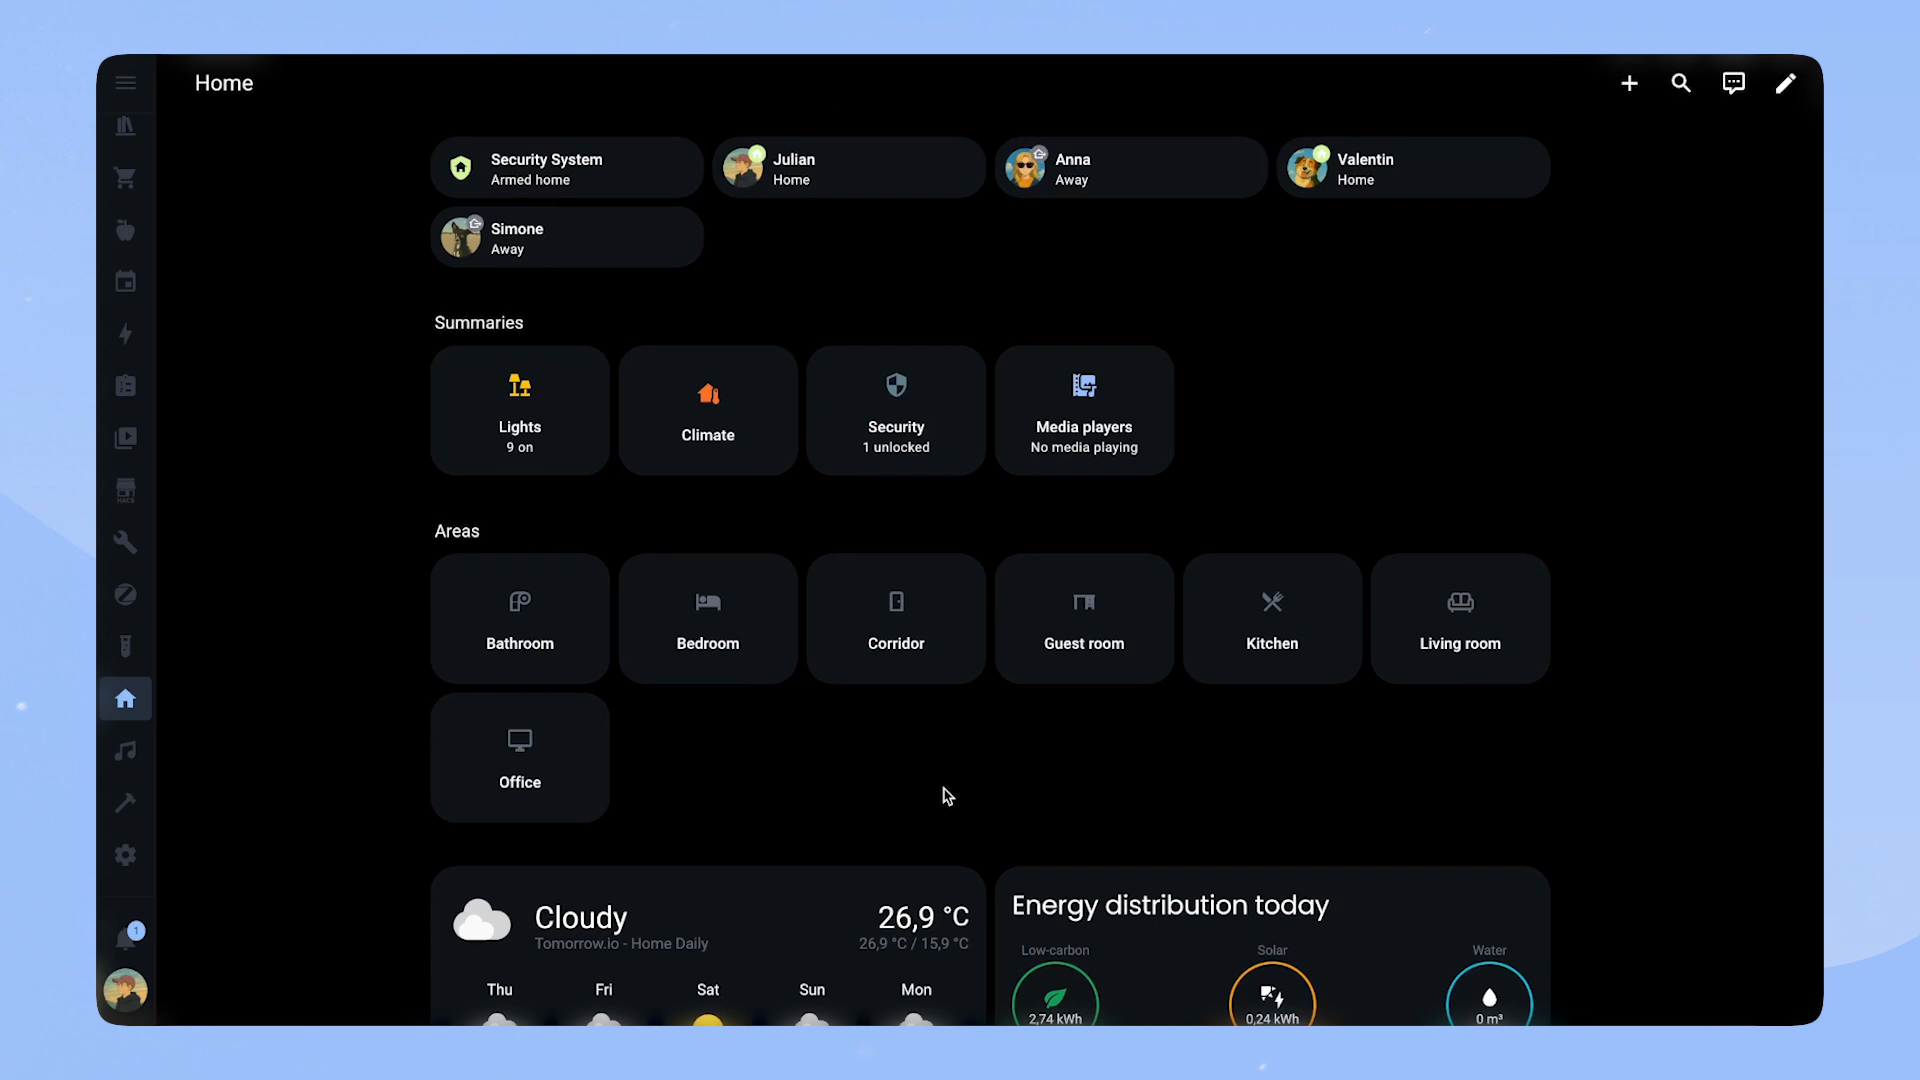 Home
Security System
Armed home
Julian
Home
Anna
Away
Valentin
Home
Simone
Away
Summaries
Lights
9 on
Climate
Security
1 unlocked
Media players
No media playing
Areas
Bathroom
Bedroom
Corridor
Guest room
Kitchen
Living room
Office
HACS
1
Cloudy
Tomorrow.io - Home Daily
26,9 °C
26,9 °C / 15,9 °C
Thu
Fri
Sat
Sun
Mon
Energy distribution today
Low-carbon
Solar
Water
2,74 kWh
0,24 kWh
0 m³